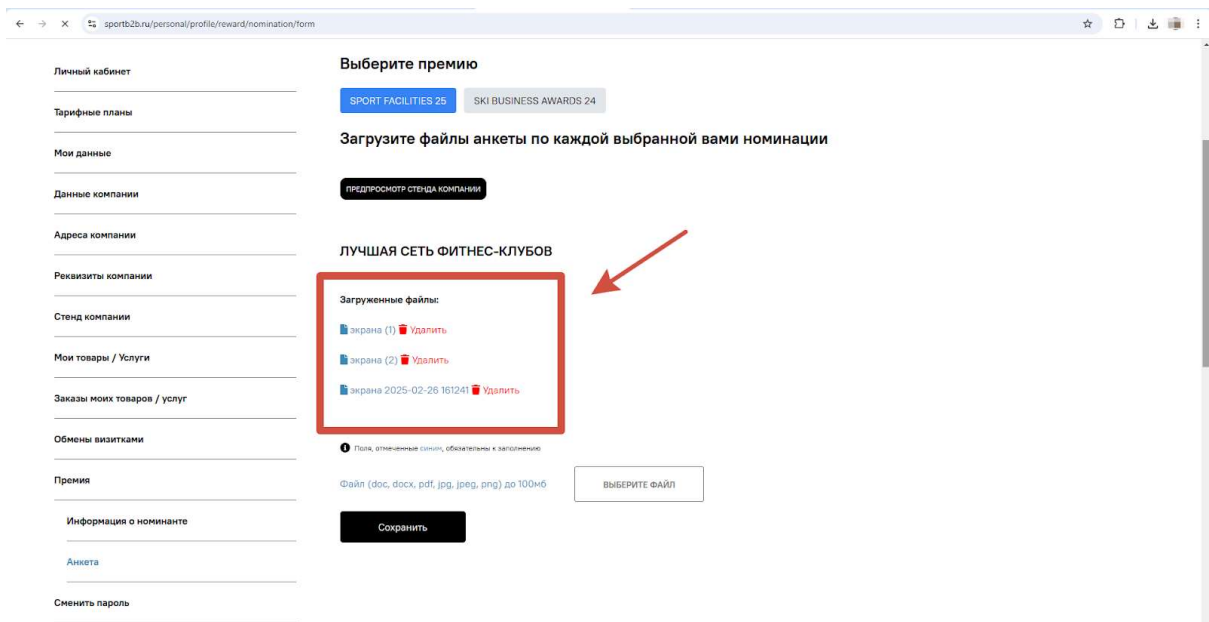 sportb2b.ru/personal/profile/reward/nomination/form
Личный кабинет
Тарифные планы
Мои данные
Данные компании
Адреса компании
Реквизиты компании
Стенд компании
Мои товары / Услуги
Заказы моих товаров / услуг
Обмены визитками
Премия
Информация о номинанте
Анкета
Сменить пароль
Выберите премию
SPORT FACILITIES 25 SKI BUSINESS AWARDS 24
Загрузите файлы анкеты по каждой выбранной вами номинации
ПРЕДПРОСМОТР СТЕНДА КОМПАНИИ
ЛУЧШАЯ СЕТЬ ФИТНЕС-КЛУБОВ
Загруженные файлы:
экрана (1) Удалить
экрана (2) Удалить
экрана 2025-02-26 161241 Удалить
Поля, отмеченные синим, обязательны к заполнению
Файл (doc, docx, pdf, jpg, jpeg, png) до 100мб ВЫБЕРИТЕ ФАЙЛ
Сохранить